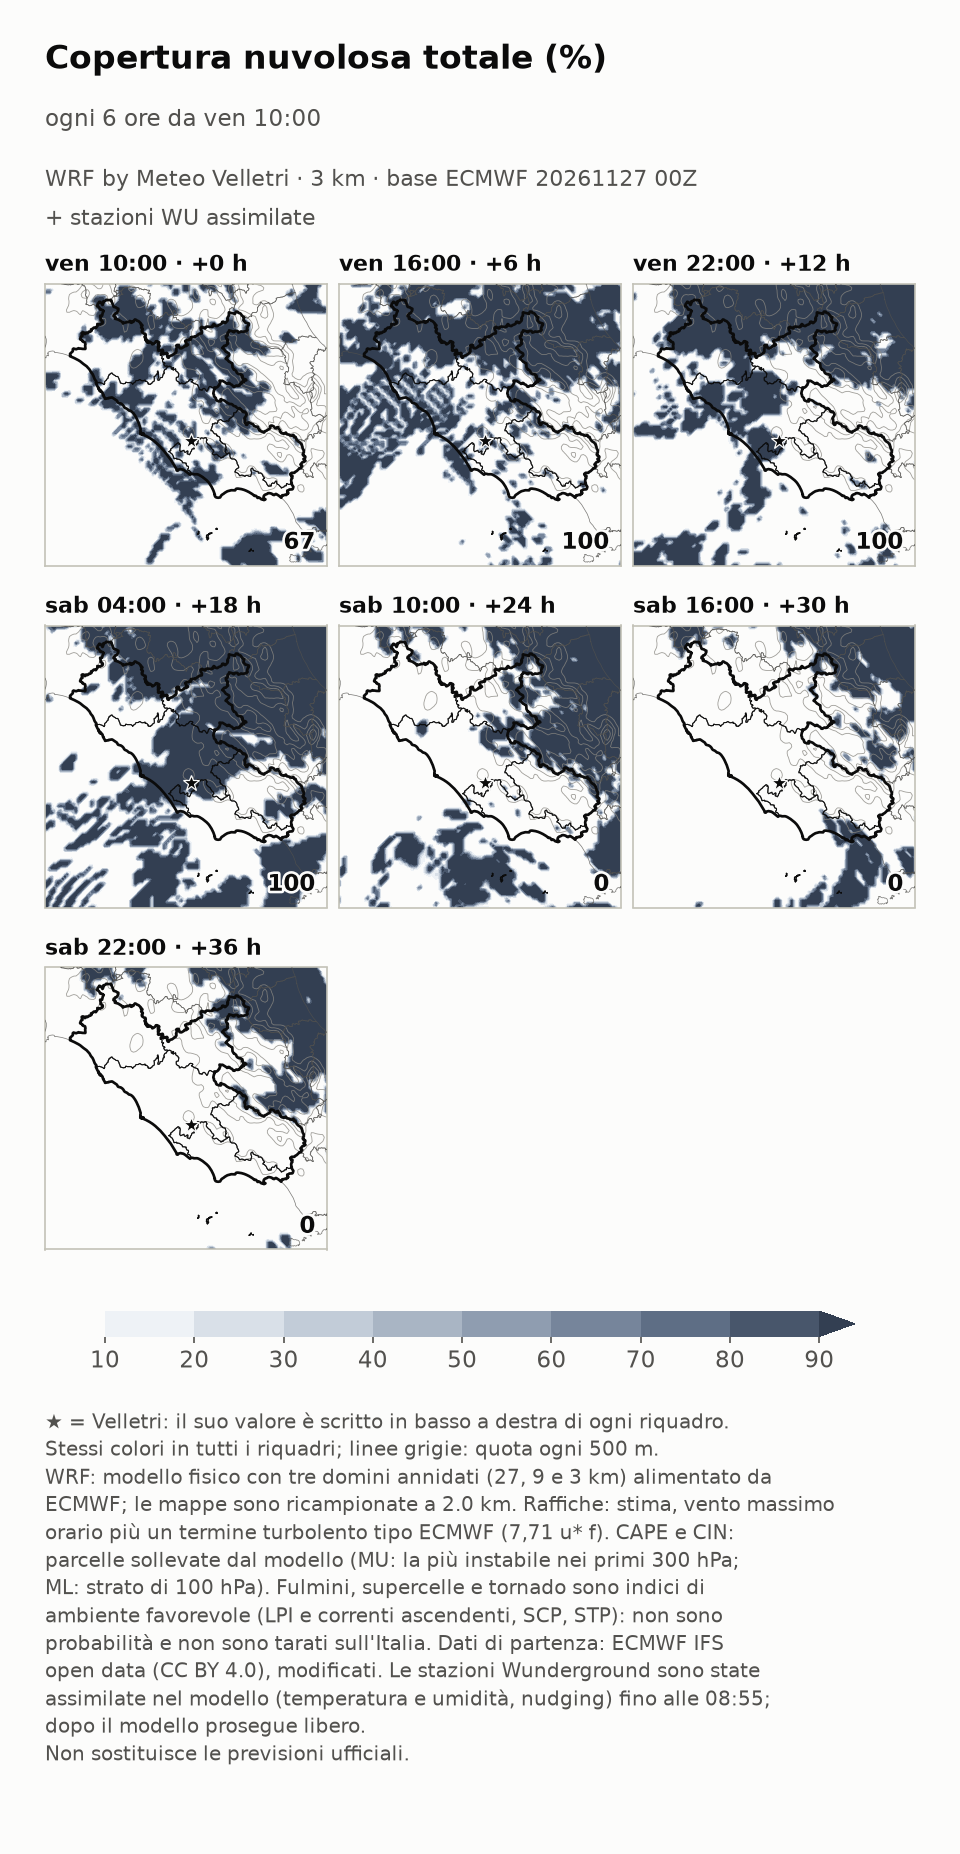 Copertura nuvolosa totale (%)
ogni 6 ore da ven 10:00
WRF by Meteo Velletri · 3 km · base ECMWF 20261127 00Z
+ stazioni WU assimilate
ven 10:00 · +0 h
67
ven 16:00 · +6 h
100
ven 22:00 · +12 h
100
sab 04:00 · +18 h
100
sab 10:00 · +24 h
0
sab 16:00 · +30 h
0
sab 22:00 · +36 h
0
10 20 30 40 50 60 70 80 90
★ = Velletri: il suo valore è scritto in basso a destra di ogni riquadro.
Stessi colori in tutti i riquadri; linee grigie: quota ogni 500 m.
WRF: modello fisico con tre domini annidati (27, 9 e 3 km) alimentato da
ECMWF; le mappe sono ricampionate a 2.0 km. Raffiche: stima, vento massimo
orario più un termine turbolento tipo ECMWF (7,71 u* f). CAPE e CIN:
parcelle sollevate dal modello (MU: la più instabile nei primi 300 hPa;
ML: strato di 100 hPa). Fulmini, supercelle e tornado sono indici di
ambiente favorevole (LPI e correnti ascendenti, SCP, STP): non sono
probabilità e non sono tarati sull'Italia. Dati di partenza: ECMWF IFS
open data (CC BY 4.0), modificati. Le stazioni Wunderground sono state
assimilate nel modello (temperatura e umidità, nudging) fino alle 08:55;
dopo il modello prosegue libero.
Non sostituisce le previsioni ufficiali.